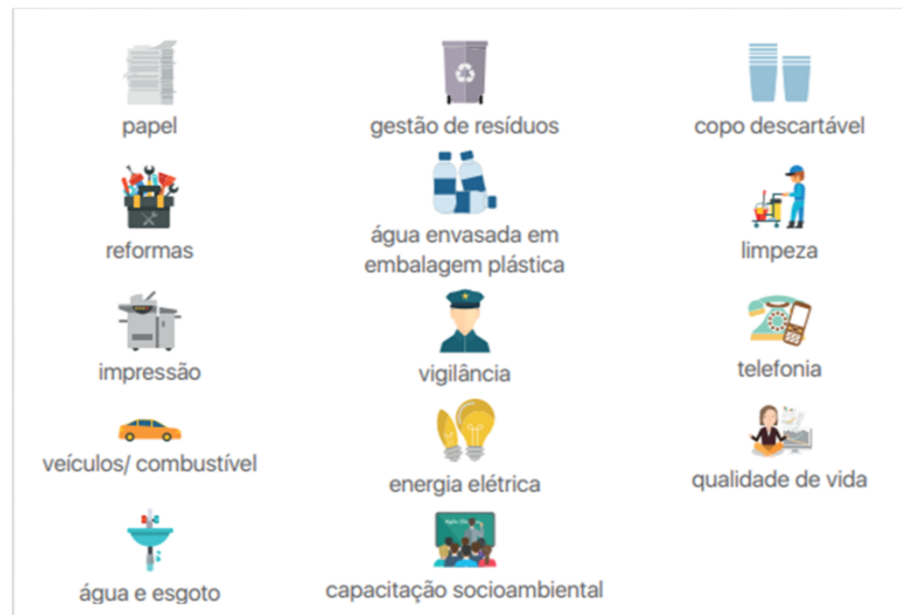 papel
gestão de resíduos
copo descartável
reformas
água envasada em
embalagem plástica
limpeza
impressão
vigilância
telefonia
veículos/ combustível
energia elétrica
qualidade de vida
água e esgoto
capacitação socioambiental